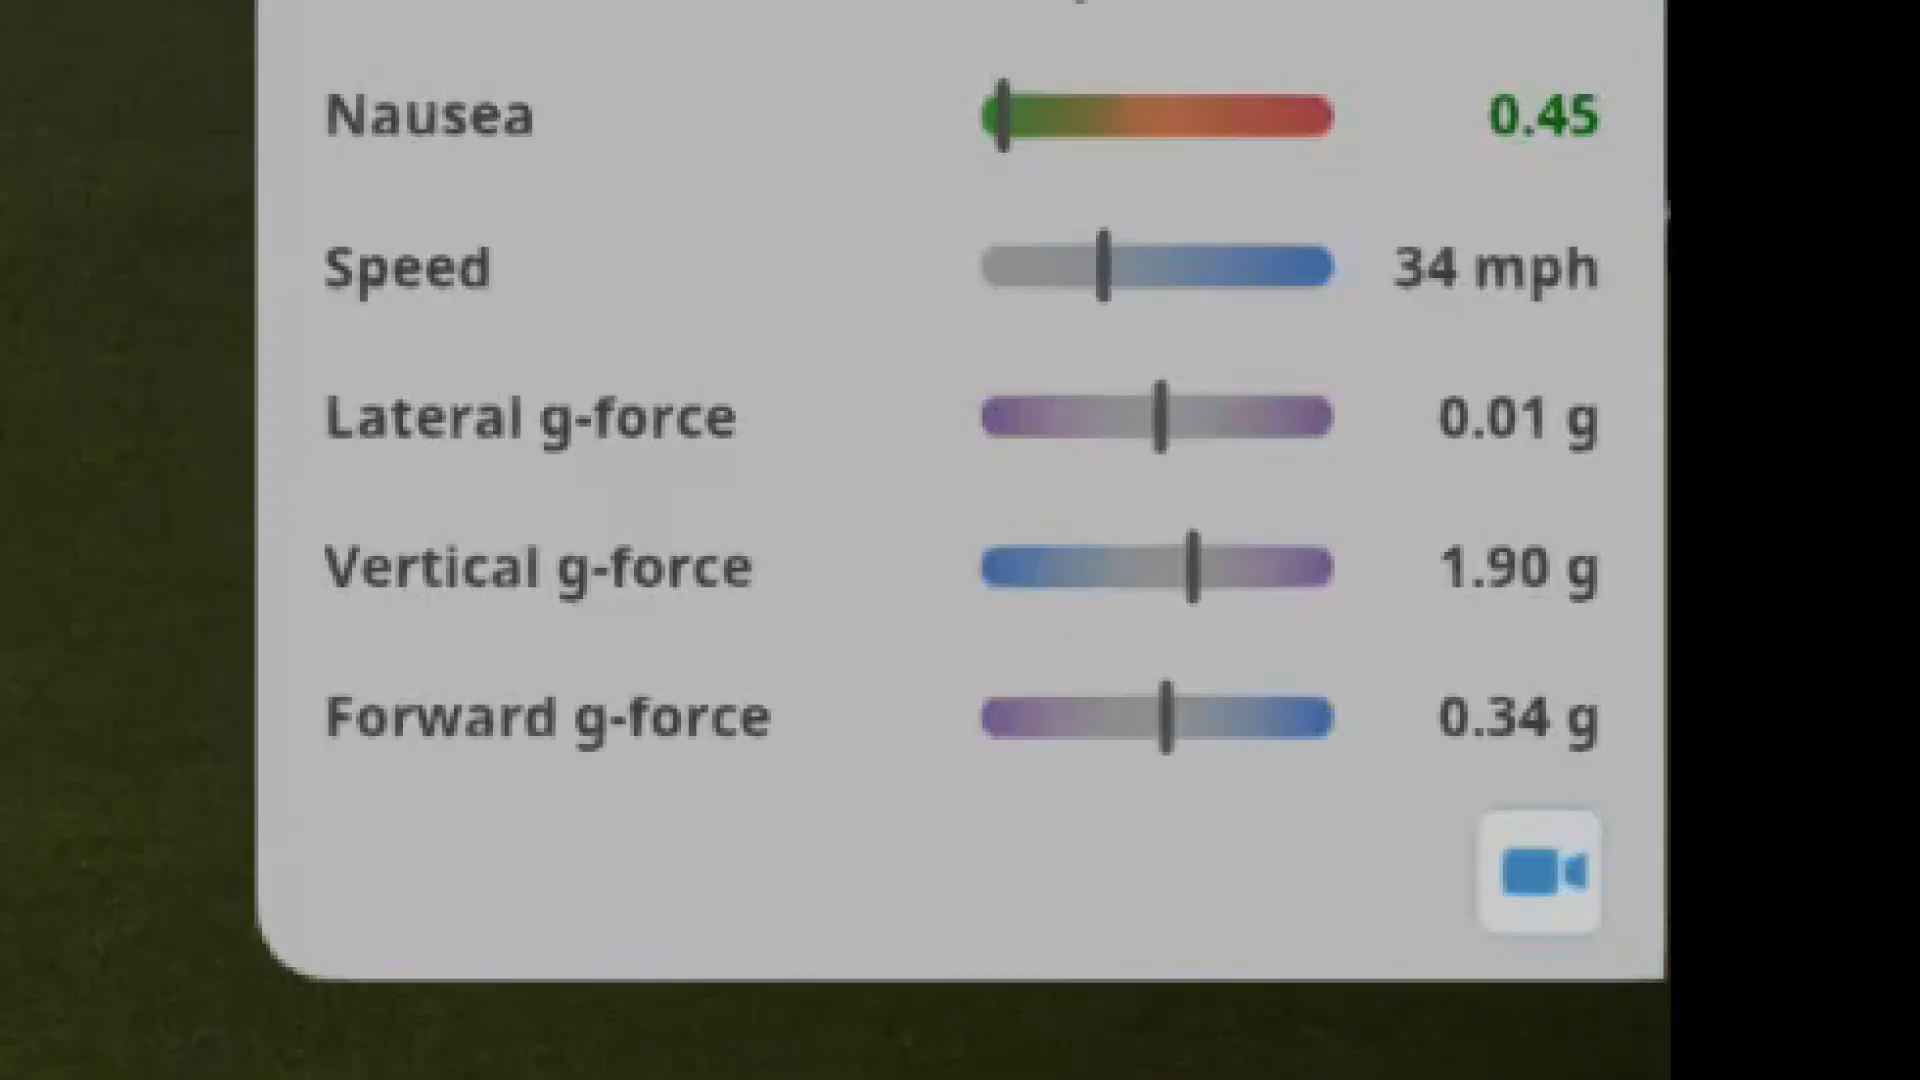 Nausea 0.45
Speed 34 mph
Lateral g-force 0.01 g
Vertical g-force 1.90 g
Forward g-force 0.34 g